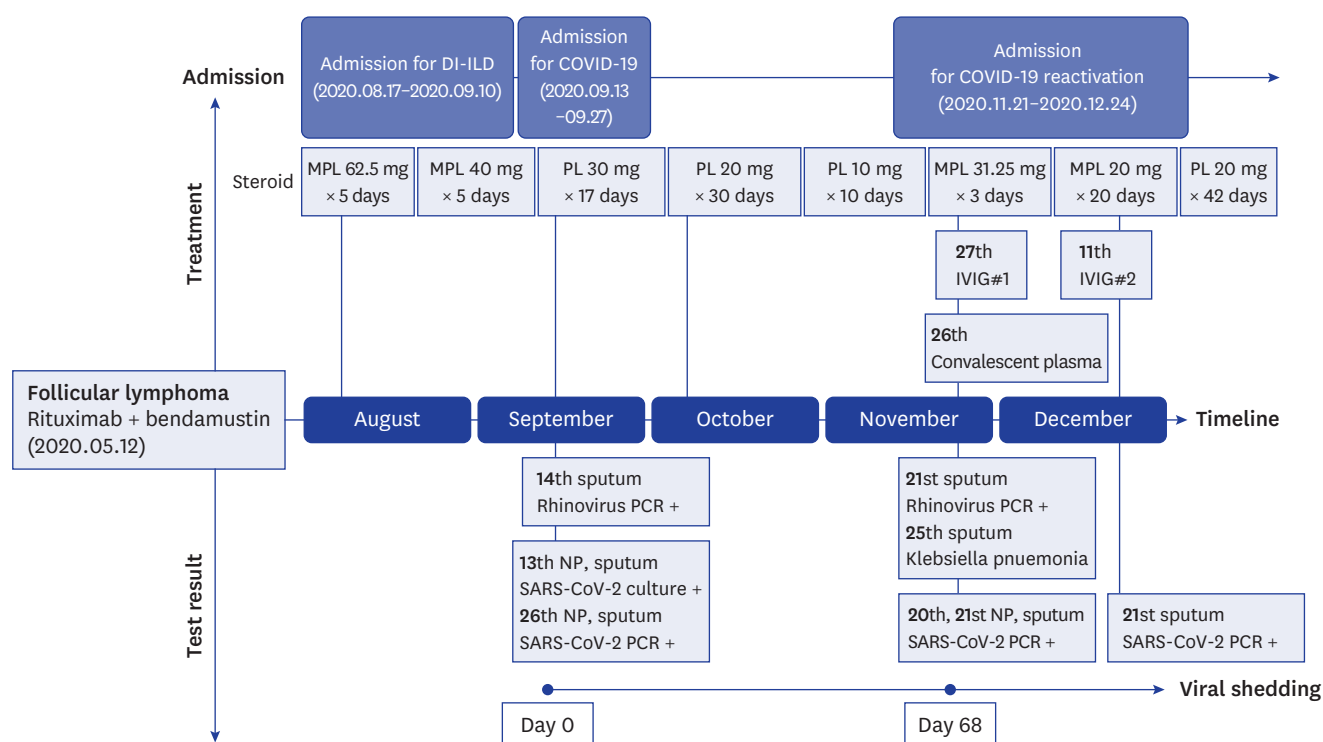 Admission
Admission for DI-ILD
(2020.08.17–2020.09.10)
Admission
for COVID-19
(2020.09.13
–09.27)
Admission
for COVID-19 reactivation
(2020.11.21–2020.12.24)
Treatment
Steroid
MPL 62.5 mg
× 5 days
MPL 40 mg
× 5 days
PL 30 mg
× 17 days
PL 20 mg
× 30 days
PL 10 mg
× 10 days
MPL 31.25 mg
× 3 days
MPL 20 mg
× 20 days
PL 20 mg
× 42 days
27th
IVIG#1
11th
IVIG#2
26th
Convalescent plasma
Follicular lymphoma
Rituximab + bendamustin
(2020.05.12)
August
September
October
November
December
Timeline
Test result
14th sputum
Rhinovirus PCR +
13th NP, sputum
SARS-CoV-2 culture +
26th NP, sputum
SARS-CoV-2 PCR +
21st sputum
Rhinovirus PCR +
25th sputum
Klebsiella pnuemonia
20th, 21st NP, sputum
SARS-CoV-2 PCR +
21st sputum
SARS-CoV-2 PCR +
Viral shedding
Day 0
Day 68